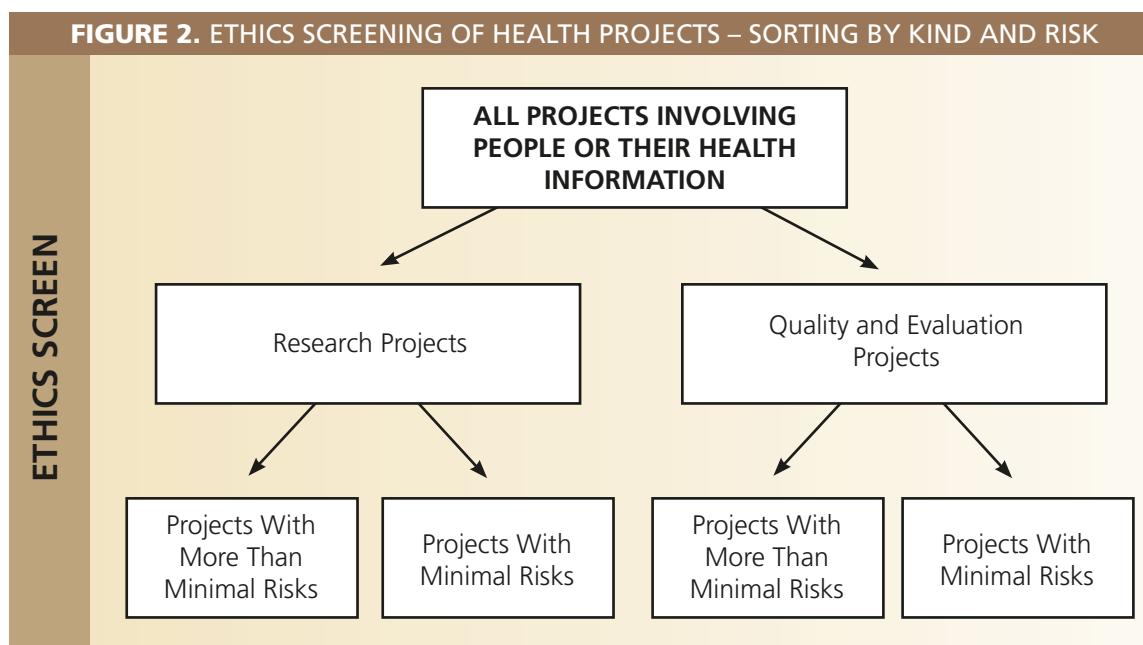 FIGURE 2. ETHICS SCREENING OF HEALTH PROJECTS – SORTING BY KIND AND RISK
ETHICS SCREEN
ALL PROJECTS INVOLVING
PEOPLE OR THEIR HEALTH
INFORMATION
Research Projects
Quality and Evaluation
Projects
Projects With
More Than
Minimal Risks
Projects With
Minimal Risks
Projects With
More Than
Minimal Risks
Projects With
Minimal Risks